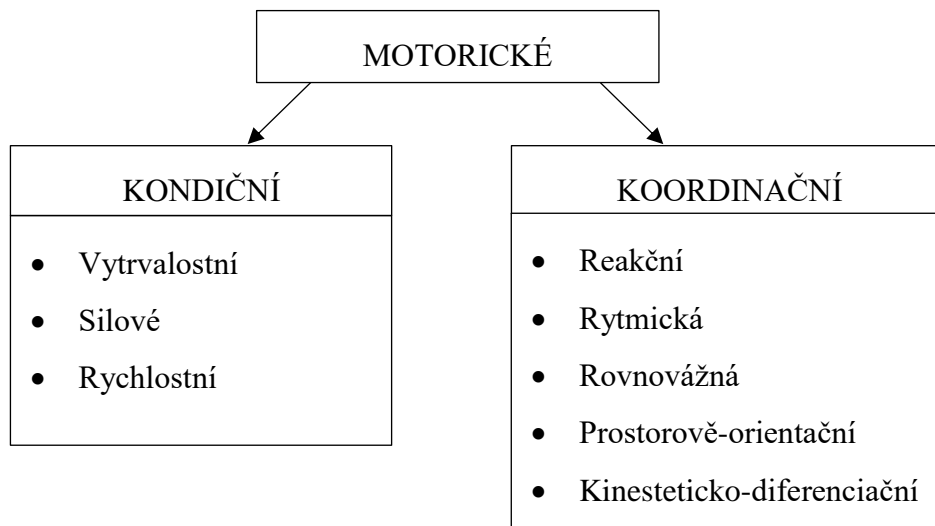 MOTORICKÉ
KONDIČNÍ
• Vytrvalostní
• Silové
• Rychlostní
KOORDINAČNÍ
• Reakční
• Rytmická
• Rovnovážná
• Prostorově-orientační
• Kinesteticko-diferenciační